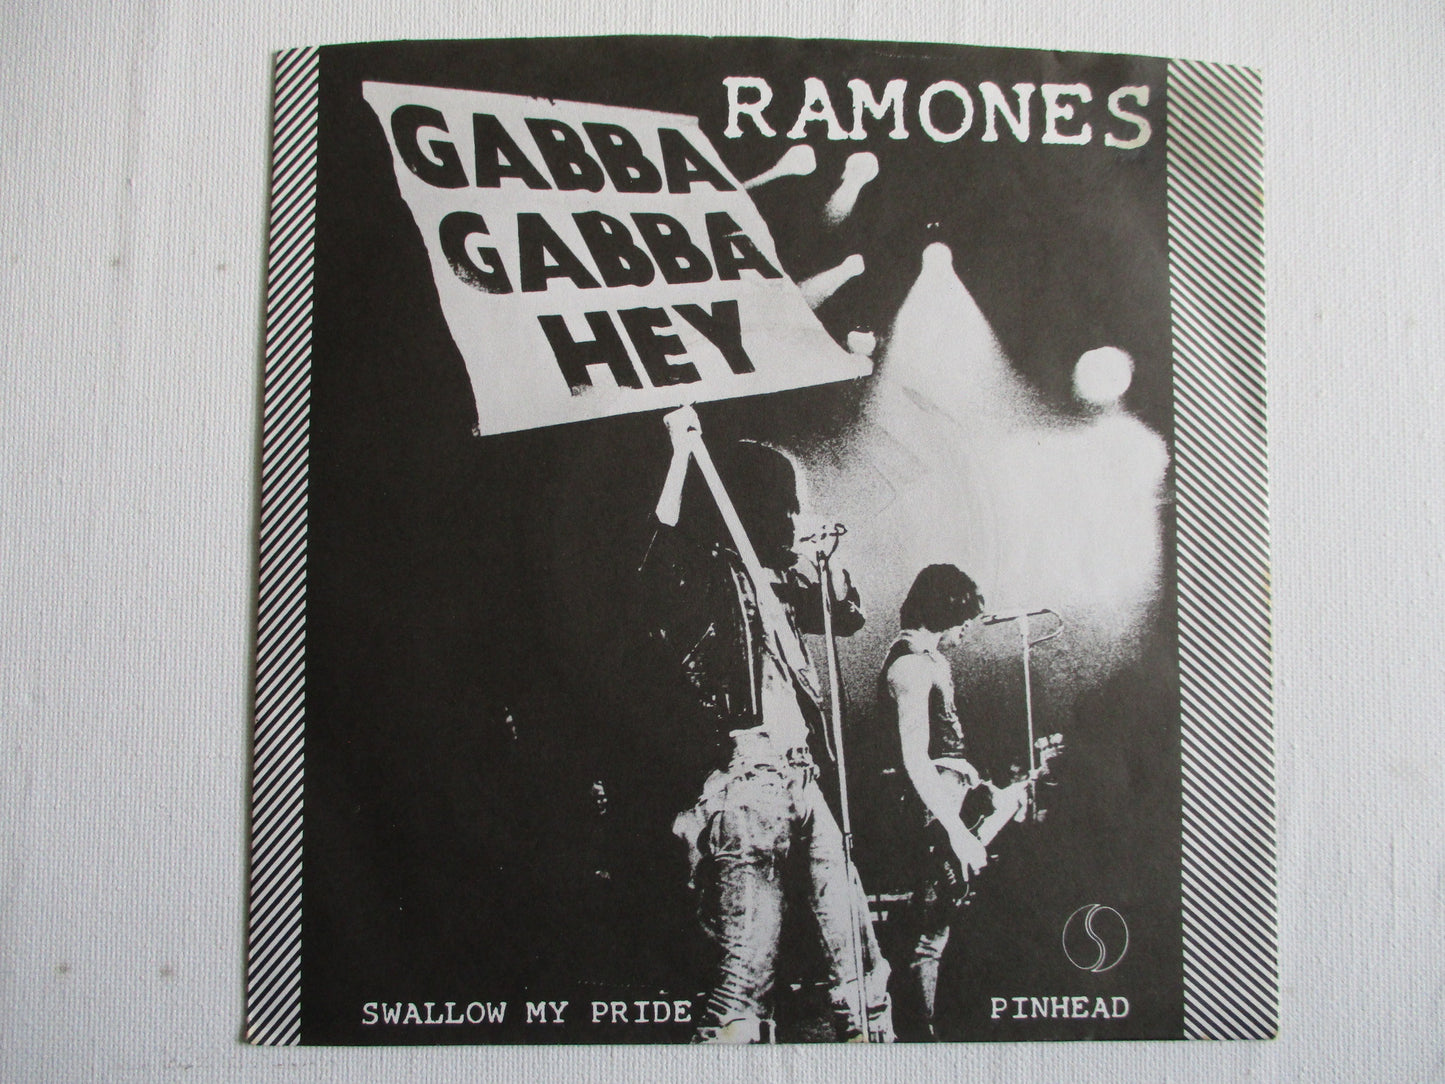 RAMONES
GABBA
GABBA
HEY
SWALLOW MY PRIDE
PINHEAD